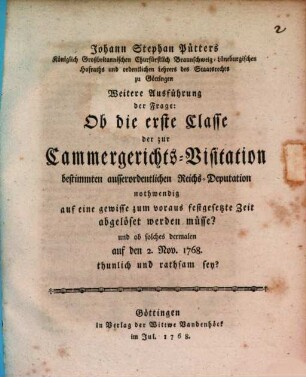 2
Johann Stephan Pütters
Königlich Großbritannischen Churfürstlich Braunschweig-lüneburgischen
Hofraths und ordentlichen Lehrers des Staatsrechts
zu Göttingen
Weitere Ausführung
der Frage:
Ob die erste Classe
der zur
Cammergerichts-Visitation
bestimmten ausserordentlichen Reichs-Deputation
nothwendig
auf eine gewisse zum voraus festgesetzte Zeit
abgelöset werden müsse?
und ob solches dermalen
auf den 2. Nov. 1768.
thunlich und rathsam sey?
Göttingen
in Verlag der Wittwe Vandenhöck
im Jul. 1768.